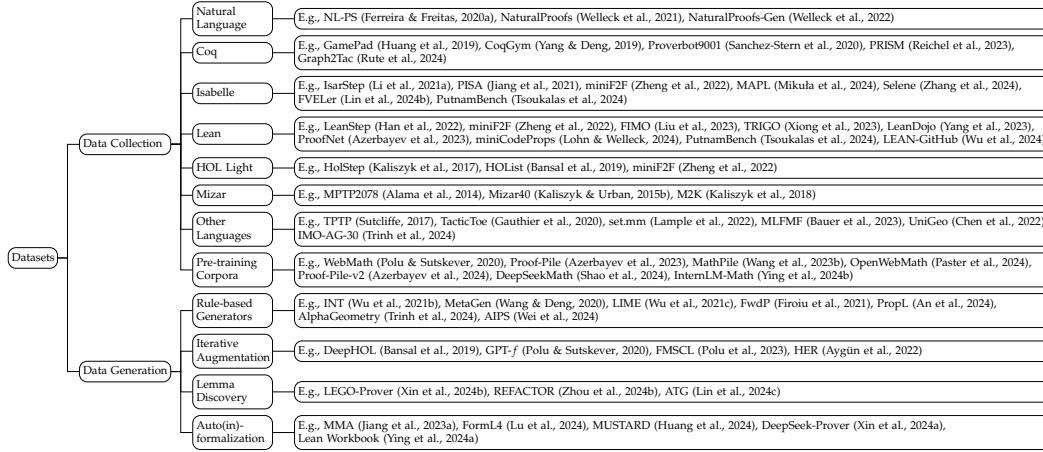 Natural
Language
E.g., NL-PS (Ferreira & Freitas, 2020a), NaturalProofs (Welleck et al., 2021), NaturalProofs-Gen (Welleck et al., 2022)
Coq
E.g., GamePad (Huang et al., 2019), CoqGym (Yang & Deng, 2019), Proverbot9001 (Sanchez-Stern et al., 2020), PRISM (Reichel et al., 2023),
Graph2Tac (Rute et al., 2024)
Isabelle
E.g., IsarStep (Li et al., 2021a), PISA (Jiang et al., 2021), miniF2F (Zheng et al., 2022), MAPL (Mikuła et al., 2024), Selene (Zhang et al., 2024),
FVELer (Lin et al., 2024b), PutnamBench (Tsoukalas et al., 2024)
Data Collection
Lean
E.g., LeanStep (Han et al., 2022), miniF2F (Zheng et al., 2022), FIMO (Liu et al., 2023), TRIGO (Xiong et al., 2023), LeanDojo (Yang et al., 2023),
ProofNet (Azerbayev et al., 2023), miniCodeProps (Lohn & Welleck, 2024), PutnamBench (Tsoukalas et al., 2024), LEAN-GitHub (Wu et al., 2024
HOL Light
E.g., HolStep (Kaliszyk et al., 2017), HOList (Bansal et al., 2019), miniF2F (Zheng et al., 2022)
Mizar
E.g., MPTP2078 (Alama et al., 2014), Mizar40 (Kaliszyk & Urban, 2015b), M2K (Kaliszyk et al., 2018)
Other
Languages
E.g., TPTP (Sutcliffe, 2017), TacticToe (Gauthier et al., 2020), set.mm (Lample et al., 2022), MLFMF (Bauer et al., 2023), UniGeo (Chen et al., 2022)
IMO-AG-30 (Trinh et al., 2024)
Datasets
Pre-training
Corpora
E.g., WebMath (Polu & Sutskever, 2020), Proof-Pile (Azerbayev et al., 2023), MathPile (Wang et al., 2023b), OpenWebMath (Paster et al., 2024),
Proof-Pile-v2 (Azerbayev et al., 2024), DeepSeekMath (Shao et al., 2024), InternLM-Math (Ying et al., 2024b)
Rule-based
Generators
E.g., INT (Wu et al., 2021b), MetaGen (Wang & Deng, 2020), LIME (Wu et al., 2021c), FwdP (Firoiu et al., 2021), PropL (An et al., 2024),
AlphaGeometry (Trinh et al., 2024), AIPS (Wei et al., 2024)
Iterative
Augmentation
E.g., DeepHOL (Bansal et al., 2019), GPT-f (Polu & Sutskever, 2020), FMSCL (Polu et al., 2023), HER (Aygün et al., 2022)
Data Generation
Lemma
Discovery
E.g., LEGO-Prover (Xin et al., 2024b), REFACTOR (Zhou et al., 2024b), ATG (Lin et al., 2024c)
Auto(in)-
formalization
E.g., MMA (Jiang et al., 2023a), FormL4 (Lu et al., 2024), MUSTARD (Huang et al., 2024), DeepSeek-Prover (Xin et al., 2024a),
Lean Workbook (Ying et al., 2024a)